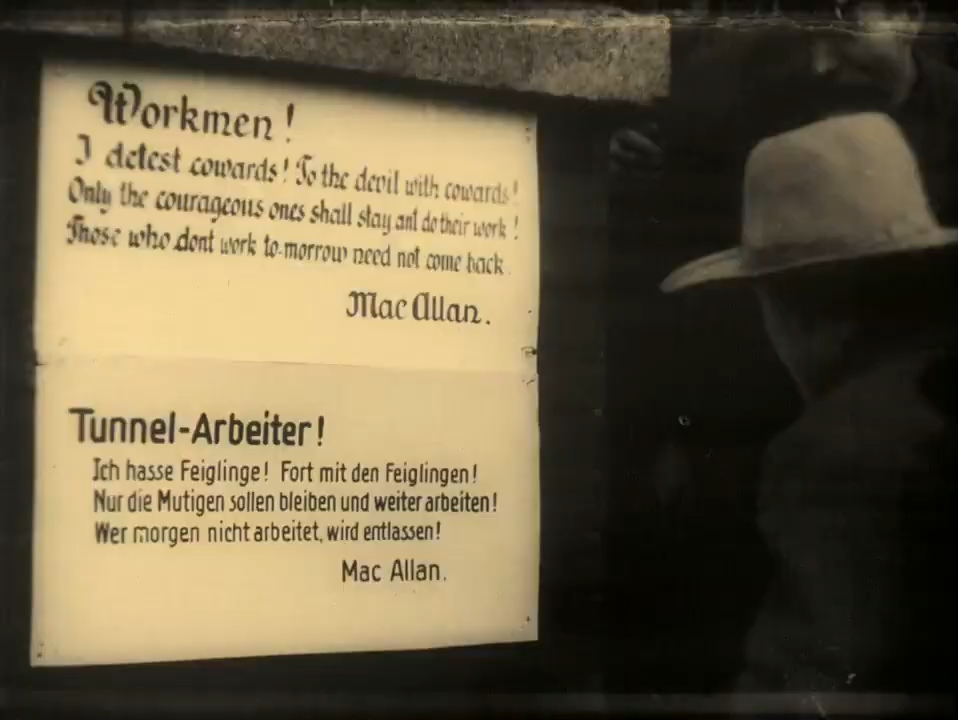 Workmen!
I detest cowards! To the devil with cowards!
Only the courageous ones shall stay and do their work!
Those who dont work to-morrow need not come back.
Mac Allan.
Tunnel-Arbeiter!
Ich hasse Feiglinge! Fort mit den Feiglingen!
Nur die Mutigen sollen bleiben und weiter arbeiten!
Wer morgen nicht arbeitet, wird entlassen!
Mac Allan.